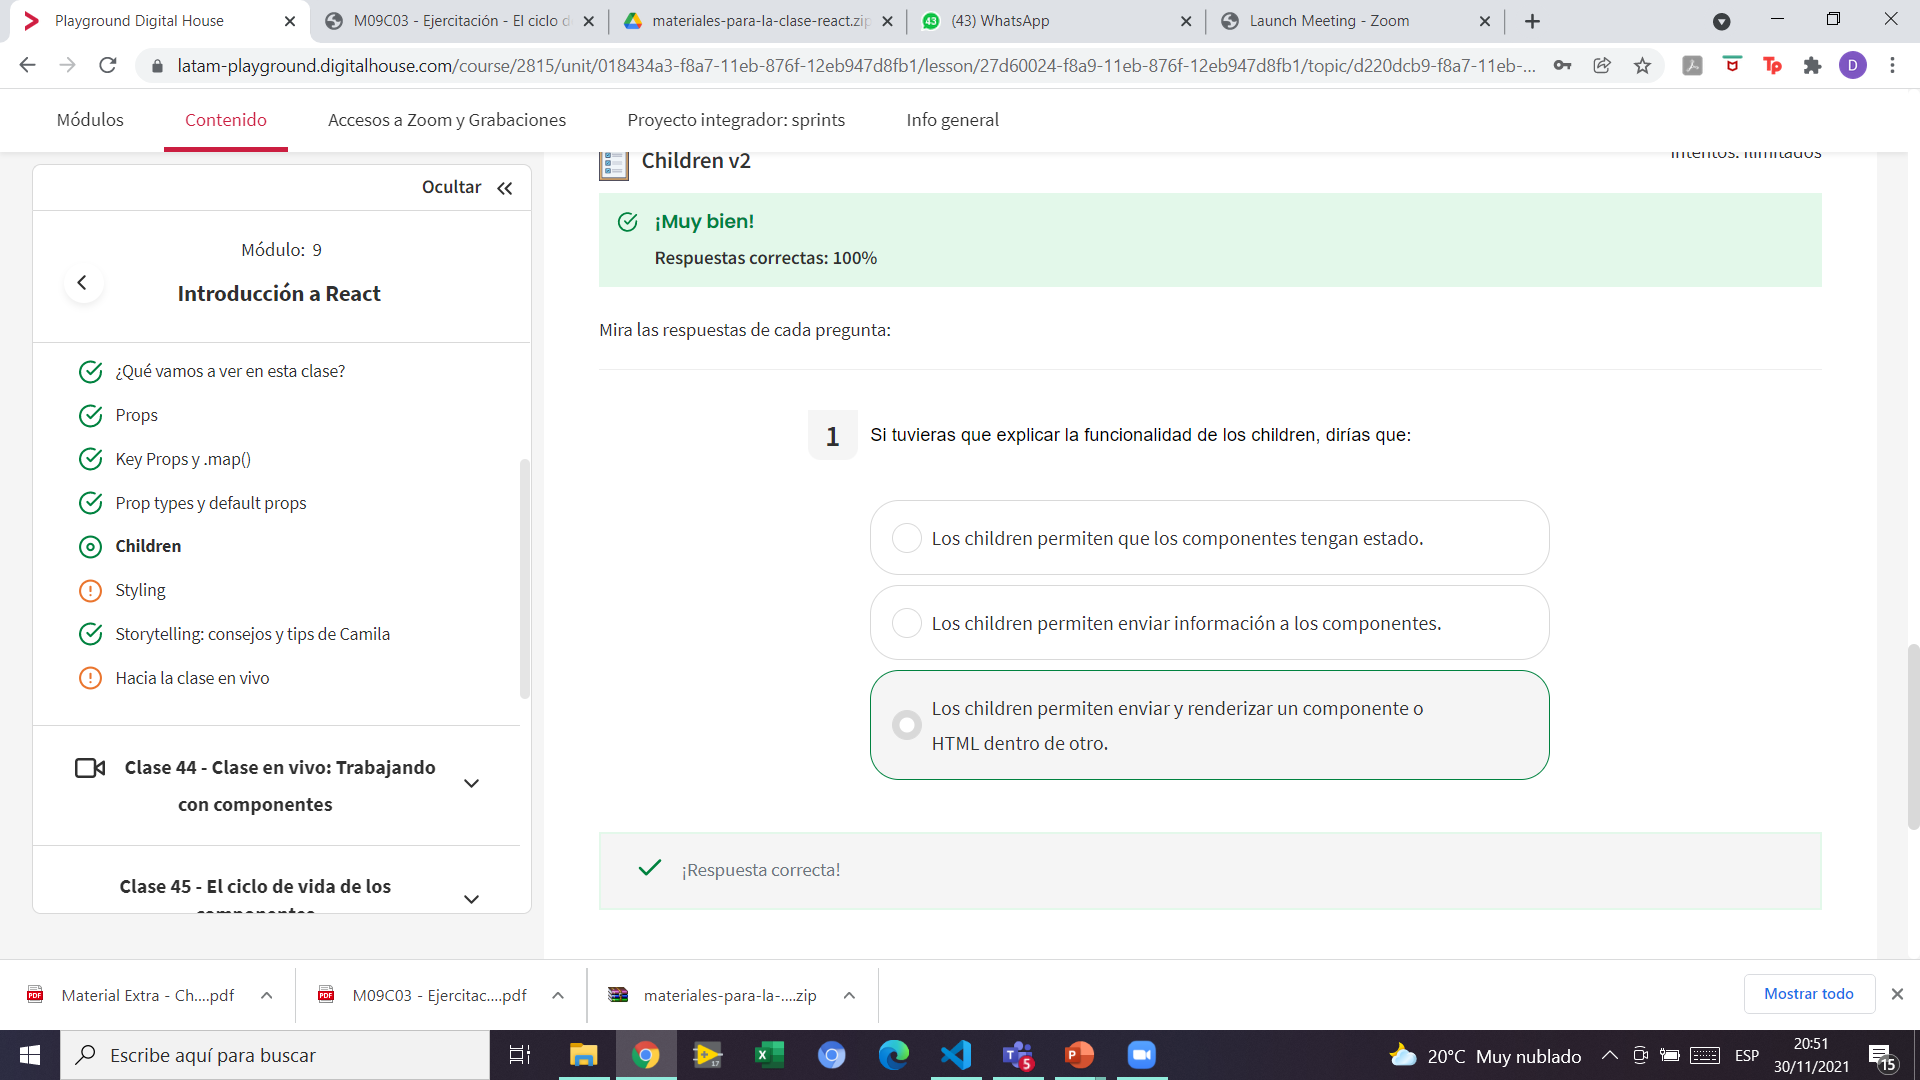 Playground Digital House
M09C03 - Ejercitación - El ciclo d
materiales-para-la-clase-react.zip
(43) WhatsApp
Launch Meeting - Zoom
latam-playground.digitalhouse.com/course/2815/unit/018434a3-f8a7-11eb-876f-12eb947d8fb1/lesson/27d60024-f8a9-11eb-876f-12eb947d8fb1/topic/d220dcb9-f8a7-11eb-...
D
Módulos
Contenido
Accesos a Zoom y Grabaciones
Proyecto integrador: sprints
Info general
Ocultar
Módulo: 9
Introducción a React
¿Qué vamos a ver en esta clase?
Props
Key Props y .map()
Prop types y default props
Children
Styling
Storytelling: consejos y tips de Camila
Hacia la clase en vivo
Clase 44 - Clase en vivo: Trabajando
con componentes
Clase 45 - El ciclo de vida de los
componentes
Children v2
Intentos: ilimitados
¡Muy bien!
Respuestas correctas: 100%
Mira las respuestas de cada pregunta:
1
Si tuvieras que explicar la funcionalidad de los children, dirías que:
Los children permiten que los componentes tengan estado.
Los children permiten enviar información a los componentes.
Los children permiten enviar y renderizar un componente o
HTML dentro de otro.
¡Respuesta correcta!
Material Extra - Ch....pdf
M09C03 - Ejercitac....pdf
materiales-para-la-....zip
Mostrar todo
Escribe aquí para buscar
20°C Muy nublado
ESP
20:51
30/11/2021
15